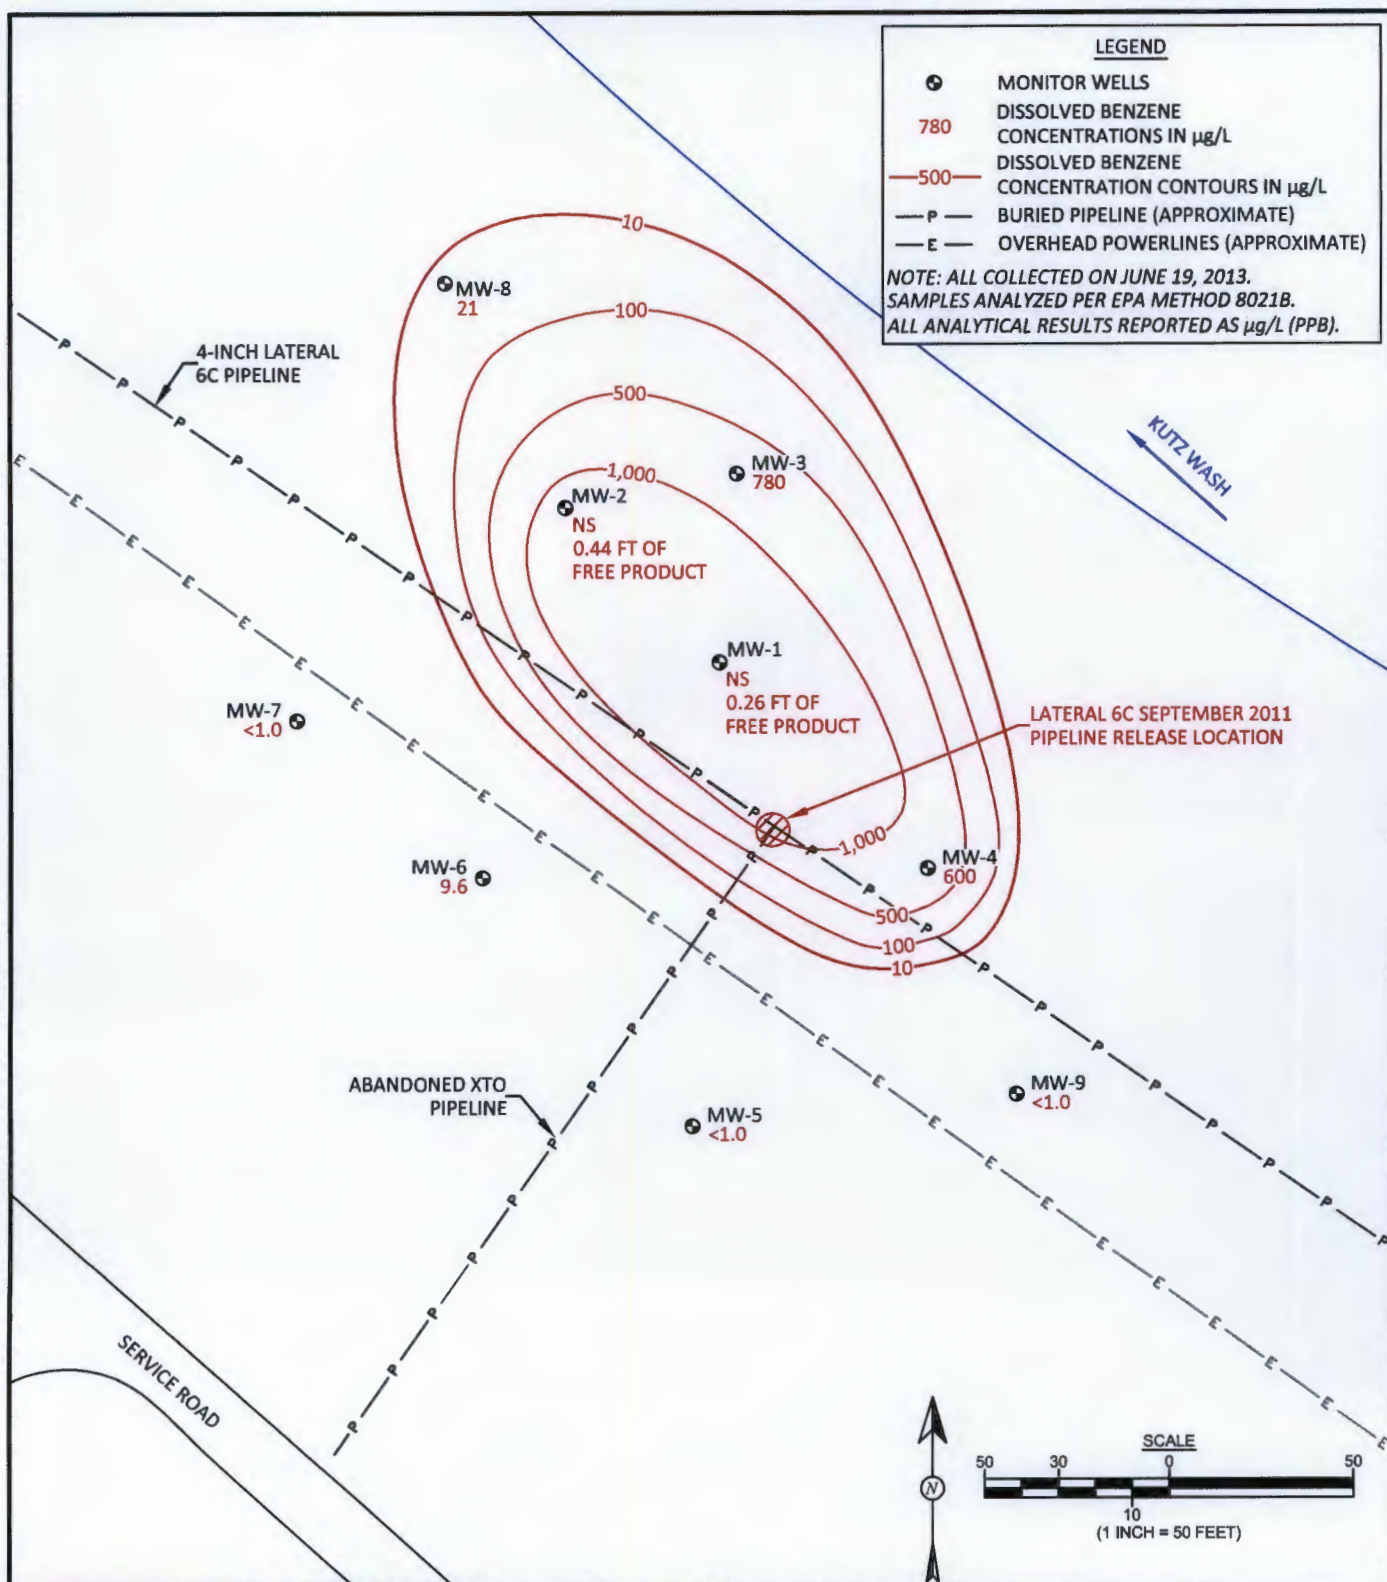 LEGEND
MONITOR WELLS
780
DISSOLVED BENZENE
CONCENTRATIONS IN µg/L
500
DISSOLVED BENZENE
CONCENTRATION CONTOURS IN µg/L
P
BURIED PIPELINE (APPROXIMATE)
E
OVERHEAD POWERLINES (APPROXIMATE)
NOTE: ALL COLLECTED ON JUNE 19, 2013.
SAMPLES ANALYZED PER EPA METHOD 8021B.
ALL ANALYTICAL RESULTS REPORTED AS µg/L (PPB).
10
MW-8
21
100
4-INCH LATERAL
6C PIPELINE
500
KUTZ WASH
MW-3
780
1,000
MW-2
NS
0.44 FT OF
FREE PRODUCT
MW-1
NS
0.26 FT OF
FREE PRODUCT
MW-7
<1.0
LATERAL 6C SEPTEMBER 2011
PIPELINE RELEASE LOCATION
1,000
MW-4
600
MW-6
9.6
500
100
10
ABANDONED XTO
PIPELINE
MW-9
<1.0
MW-5
<1.0
SERVICE ROAD
N
SCALE
50 30 0 50
10
(1 INCH = 50 FEET)